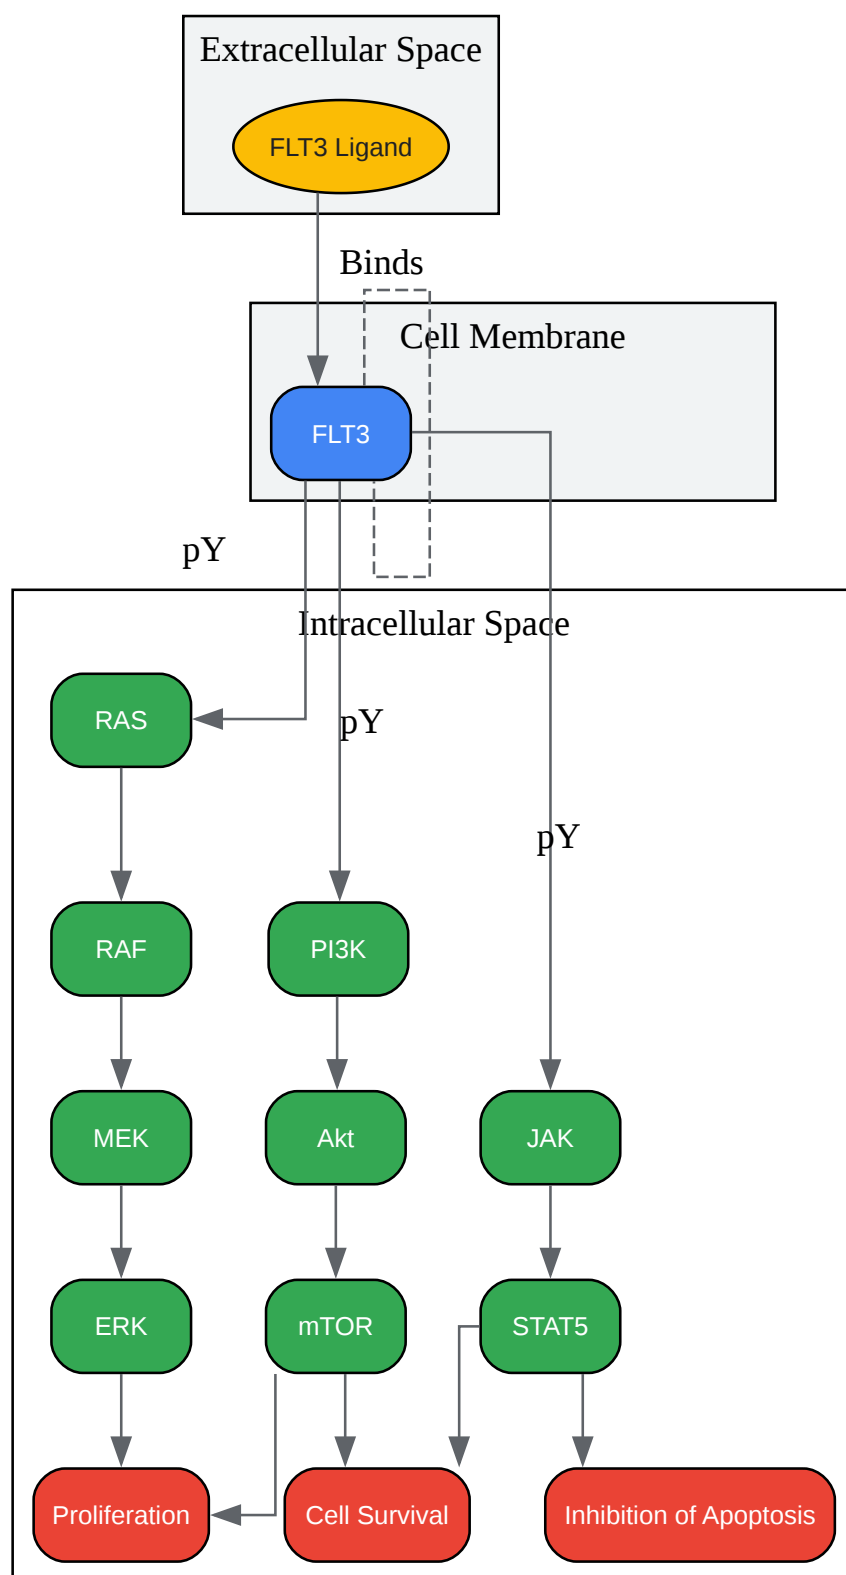 Extracellular Space
FLT3 Ligand
Binds
Cell Membrane
FLT3
pY
Intracellular Space
RAS
pY
pY
RAF
PI3K
MEK
Akt
JAK
ERK
mTOR
STAT5
Proliferation
Cell Survival
Inhibition of Apoptosis